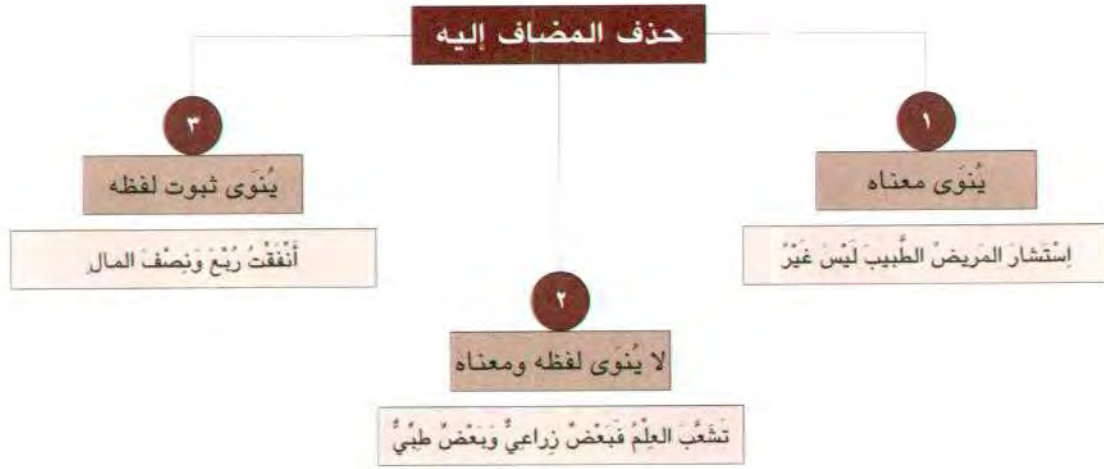 حذف المضاف إليه
١
يُنوَى معناه
اِسْتَشارَ المَريضُ الطَّبيبَ لَيْسَ غَيْرُ
٢
لا يُنوَى لفظه ومعناه
تَشَعَّبَ العِلْمُ فَبَعْضٌ زِراعِيٌّ وَبَعْضٌ طِبِّيٌّ
٣
يُنوَى ثبوت لفظه
أَنْفَقْتُ رُبْعَ وَنِصْفَ المالِ